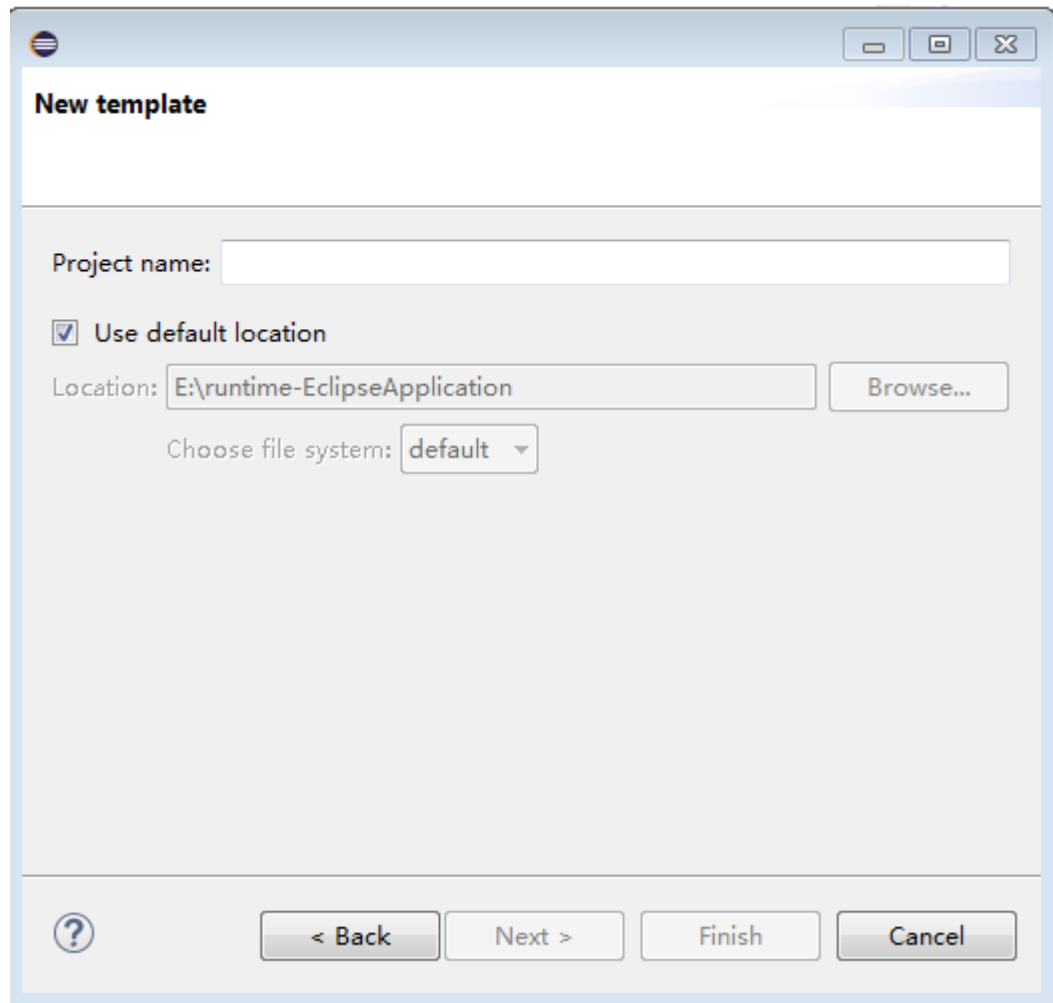 New template
Project name:
Use default location
Location: E:\runtime-EclipseApplication Browse...
Choose file system: default
? < Back Next > Finish Cancel